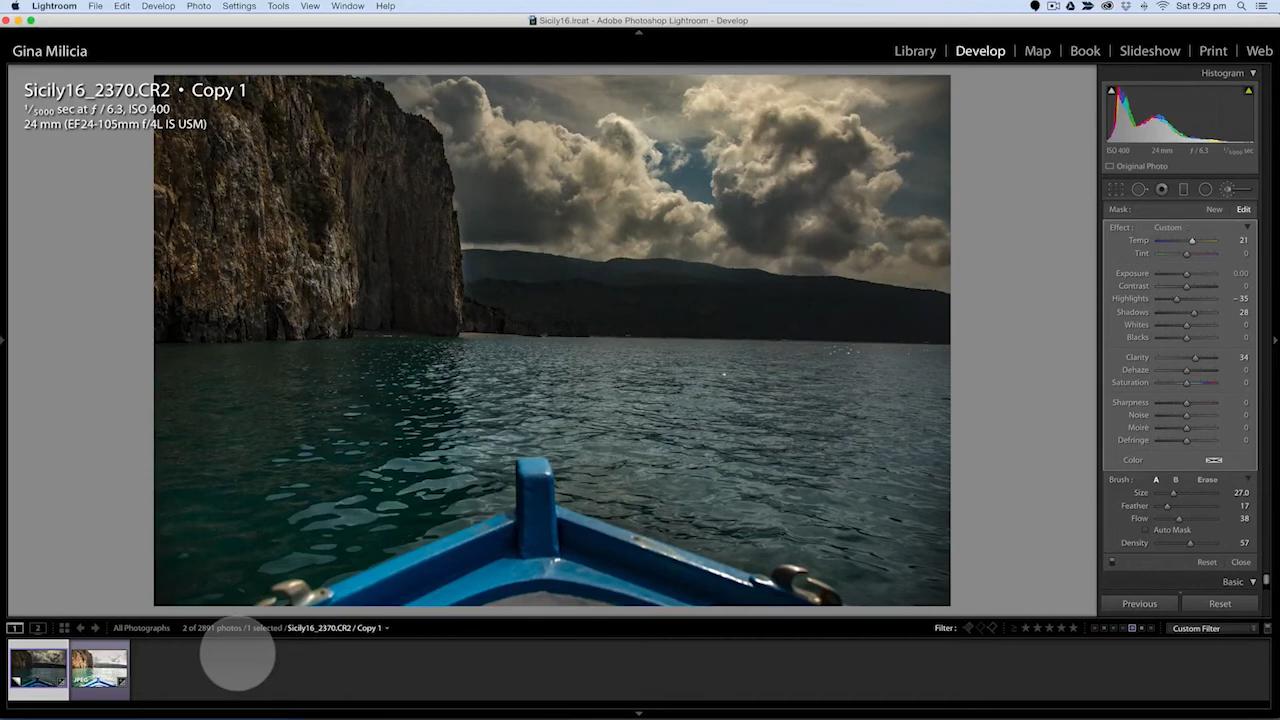 Lightroom File Edit Develop Photo Settings Tools View Window Help Sat 9:29 pm
Sicily16.lrcat - Adobe Photoshop Lightroom - Develop
Gina Milicia Library | Develop | Map | Book | Slideshow | Print | Web
Sicily16_2370.CR2 • Copy 1
1/5000 sec at ƒ / 6.3, ISO 400
24 mm (EF24-105mm f/4L IS USM)
Histogram
ISO 400 24 mm ƒ / 6.3 1/5000 sec
Original Photo
Mask : New Edit
Effect : Custom
Temp 21
Tint 0
Exposure 0.00
Contrast 0
Highlights – 35
Shadows 28
Whites 0
Blacks 0
Clarity 34
Dehaze 0
Saturation 0
Sharpness 0
Noise 0
Moiré 0
Defringe 0
Color
Brush : A B Erase
Size 27.0
Feather 17
Flow 38
Auto Mask
Density 57
Reset Close
Basic
Previous Reset
1 2 All Photographs 2 of 2891 photos / 1 selected / Sicily16_2370.CR2 / Copy 1 Filter : ≥ ★★★★★ Custom Filter
JPEG